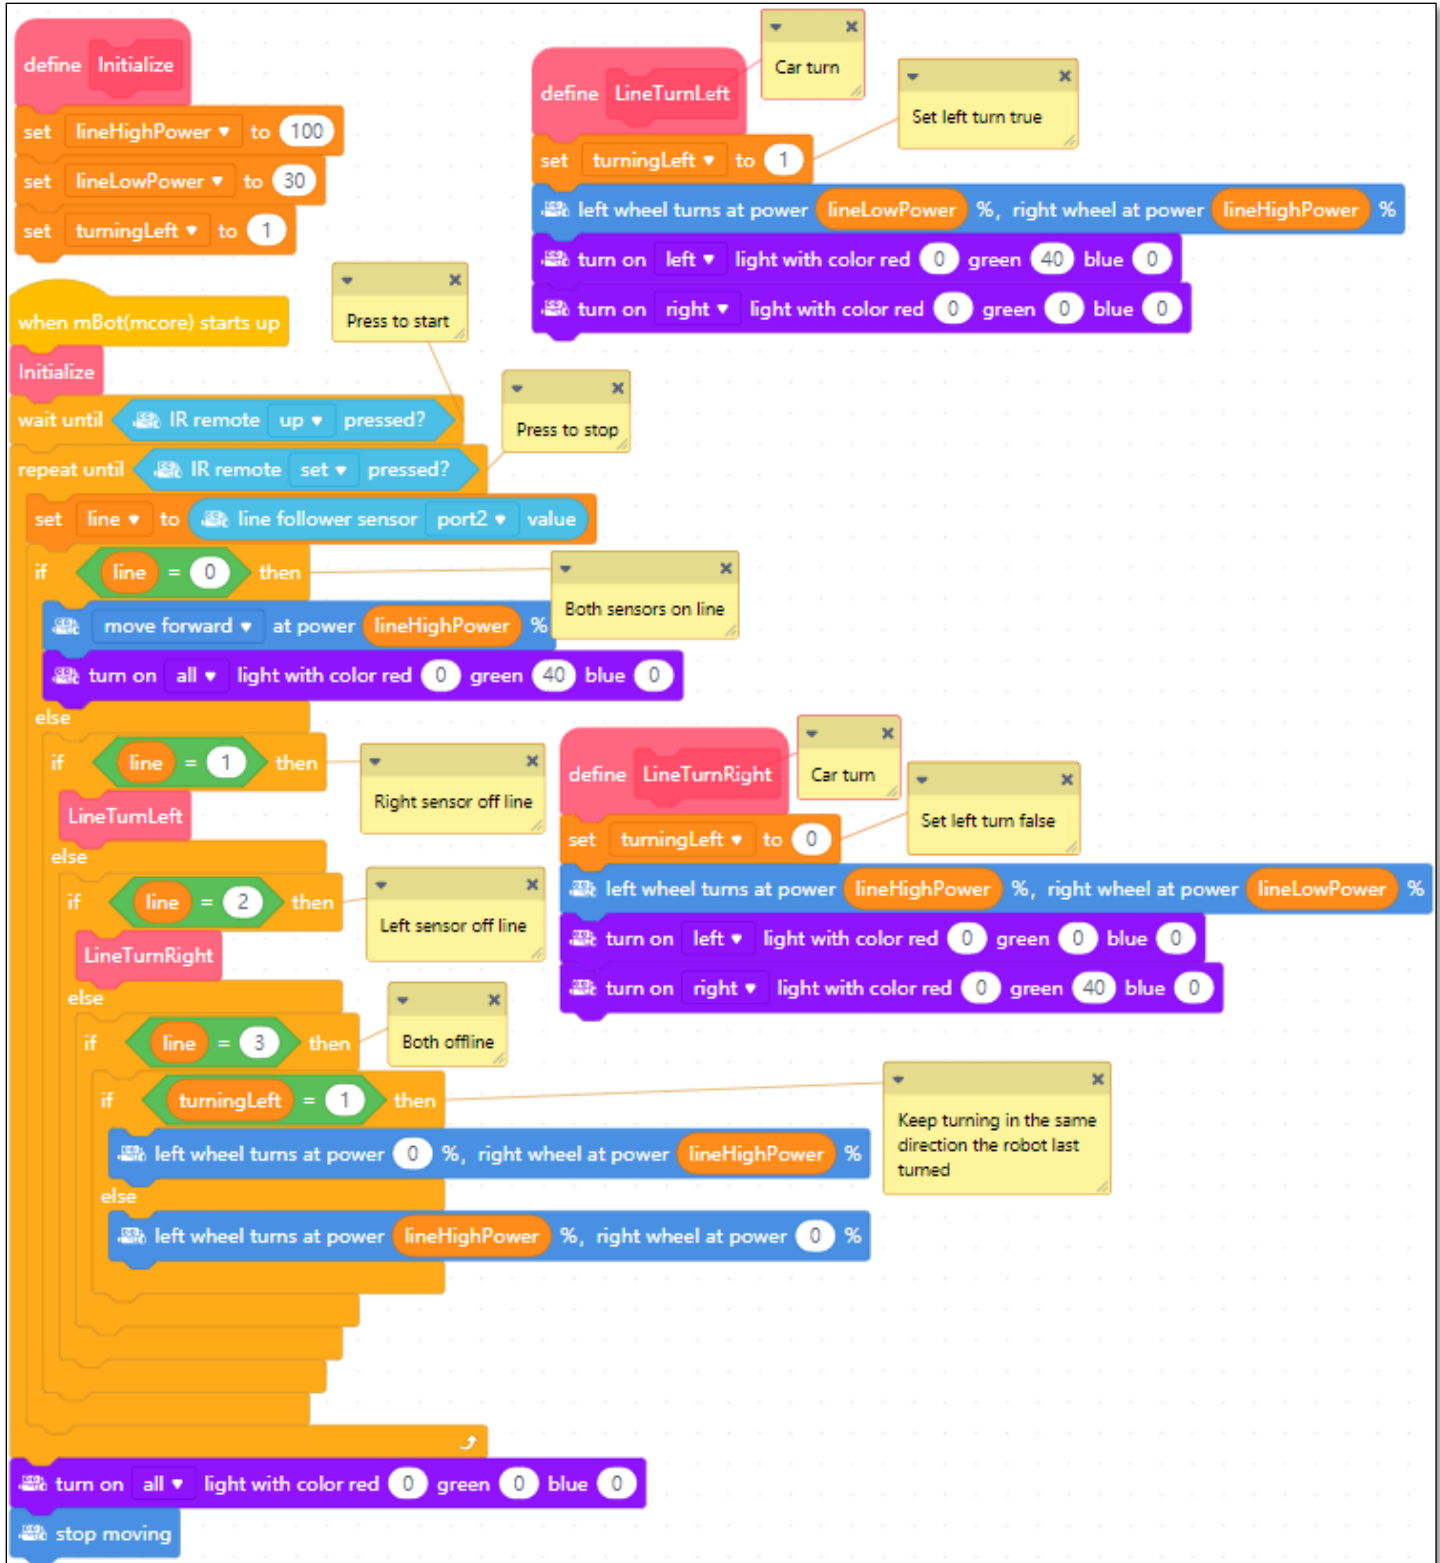 define Initialize
set lineHighPower to 100
set lineLowPower to 30
set turningLeft to 1
when mBot(mcore) starts up
Initialize
wait until IR remote up pressed?
Press to start
repeat until IR remote set pressed?
Press to stop
set line to line follower sensor port2 value
if line = 0 then
Both sensors on line
move forward at power lineHighPower %
turn on all light with color red 0 green 40 blue 0
else
if line = 1 then
Right sensor off line
LineTurnLeft
else
if line = 2 then
Left sensor off line
LineTurnRight
else
if line = 3 then
Both offline
if turningLeft = 1 then
Keep turning in the same
direction the robot last
turned
left wheel turns at power 0 %, right wheel at power lineHighPower %
else
left wheel turns at power lineHighPower %, right wheel at power 0 %
turn on all light with color red 0 green 0 blue 0
stop moving
define LineTurnLeft
Car turn
set turningLeft to 1
Set left turn true
left wheel turns at power lineLowPower %, right wheel at power lineHighPower %
turn on left light with color red 0 green 40 blue 0
turn on right light with color red 0 green 0 blue 0
define LineTurnRight
Car turn
set turningLeft to 0
Set left turn false
left wheel turns at power lineHighPower %, right wheel at power lineLowPower %
turn on left light with color red 0 green 0 blue 0
turn on right light with color red 0 green 40 blue 0